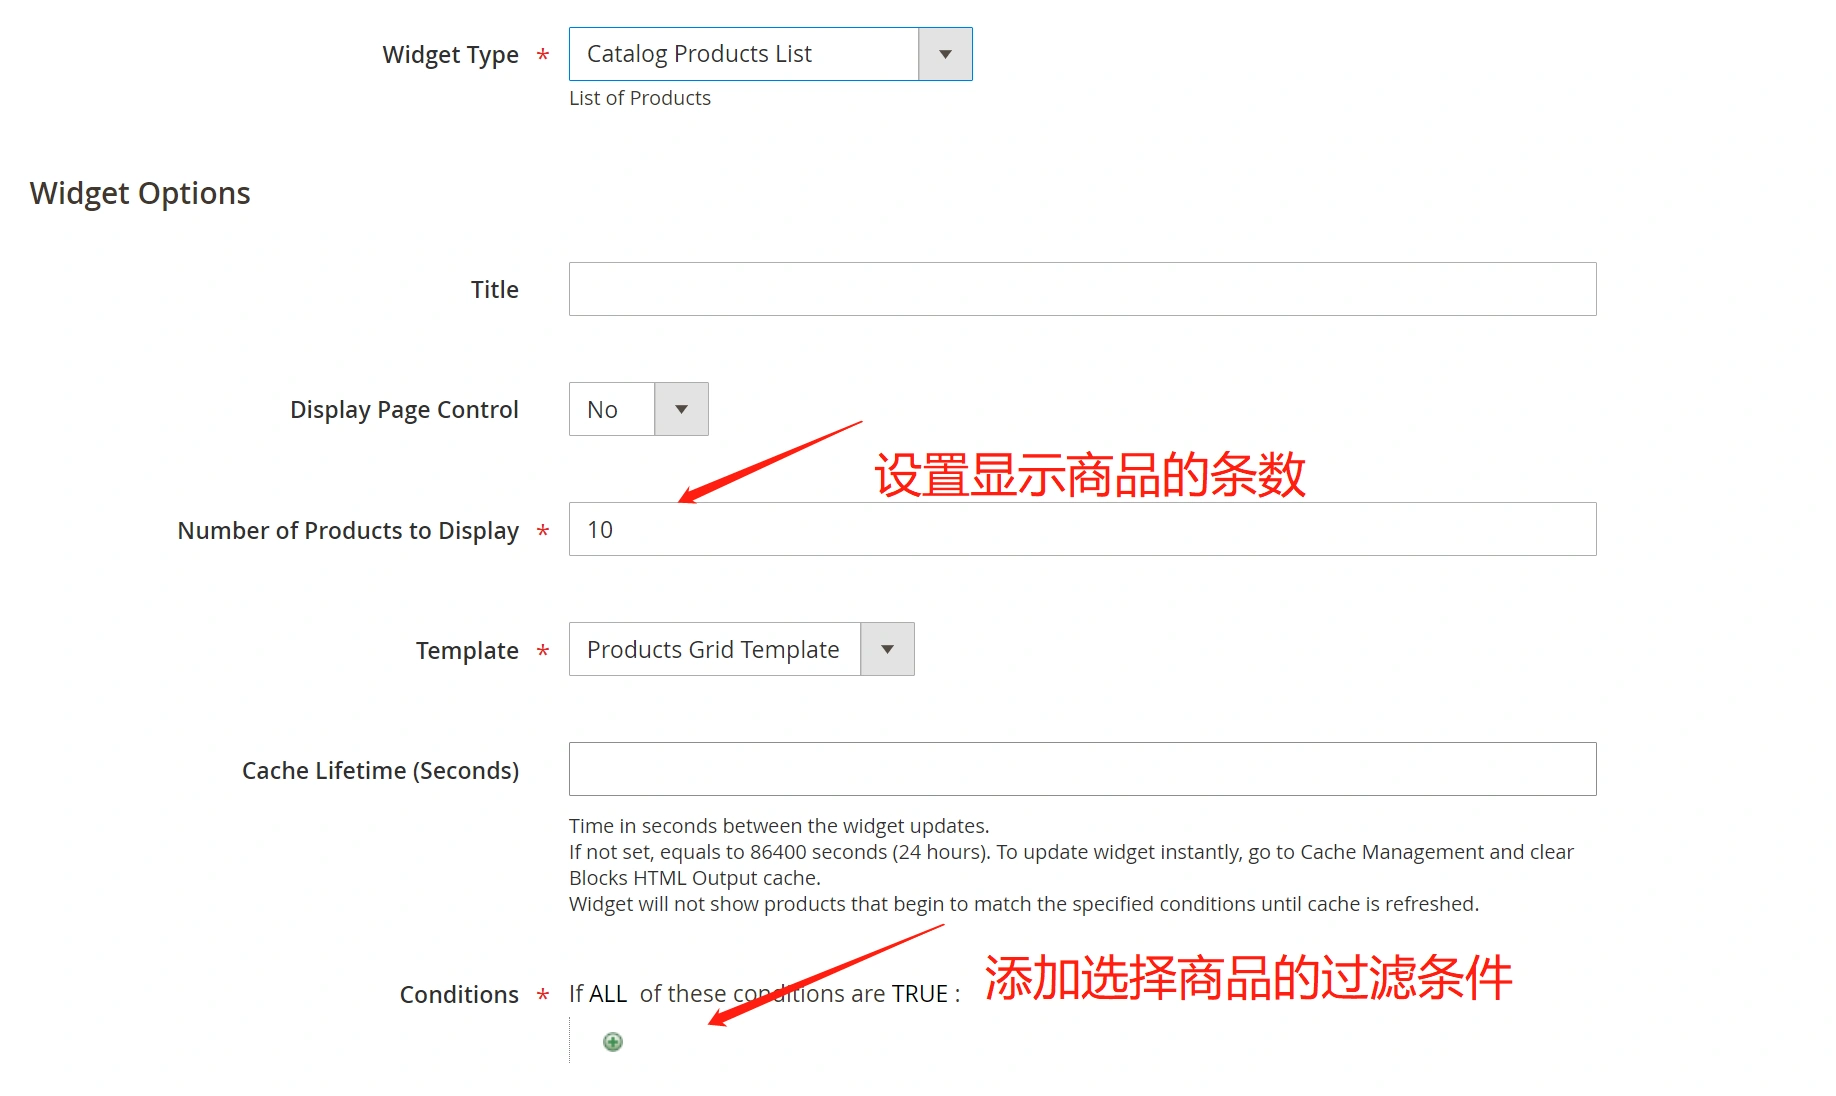 Widget Type *
Catalog Products List
List of Products
Widget Options
Title
Display Page Control
No
设置显示商品的条数
Number of Products to Display *
10
Template *
Products Grid Template
Cache Lifetime (Seconds)
Time in seconds between the widget updates.
If not set, equals to 86400 seconds (24 hours). To update widget instantly, go to Cache Management and clear
Blocks HTML Output cache.
Widget will not show products that begin to match the specified conditions until cache is refreshed.
Conditions *
If ALL of these conditions are TRUE :
添加选择商品的过滤条件